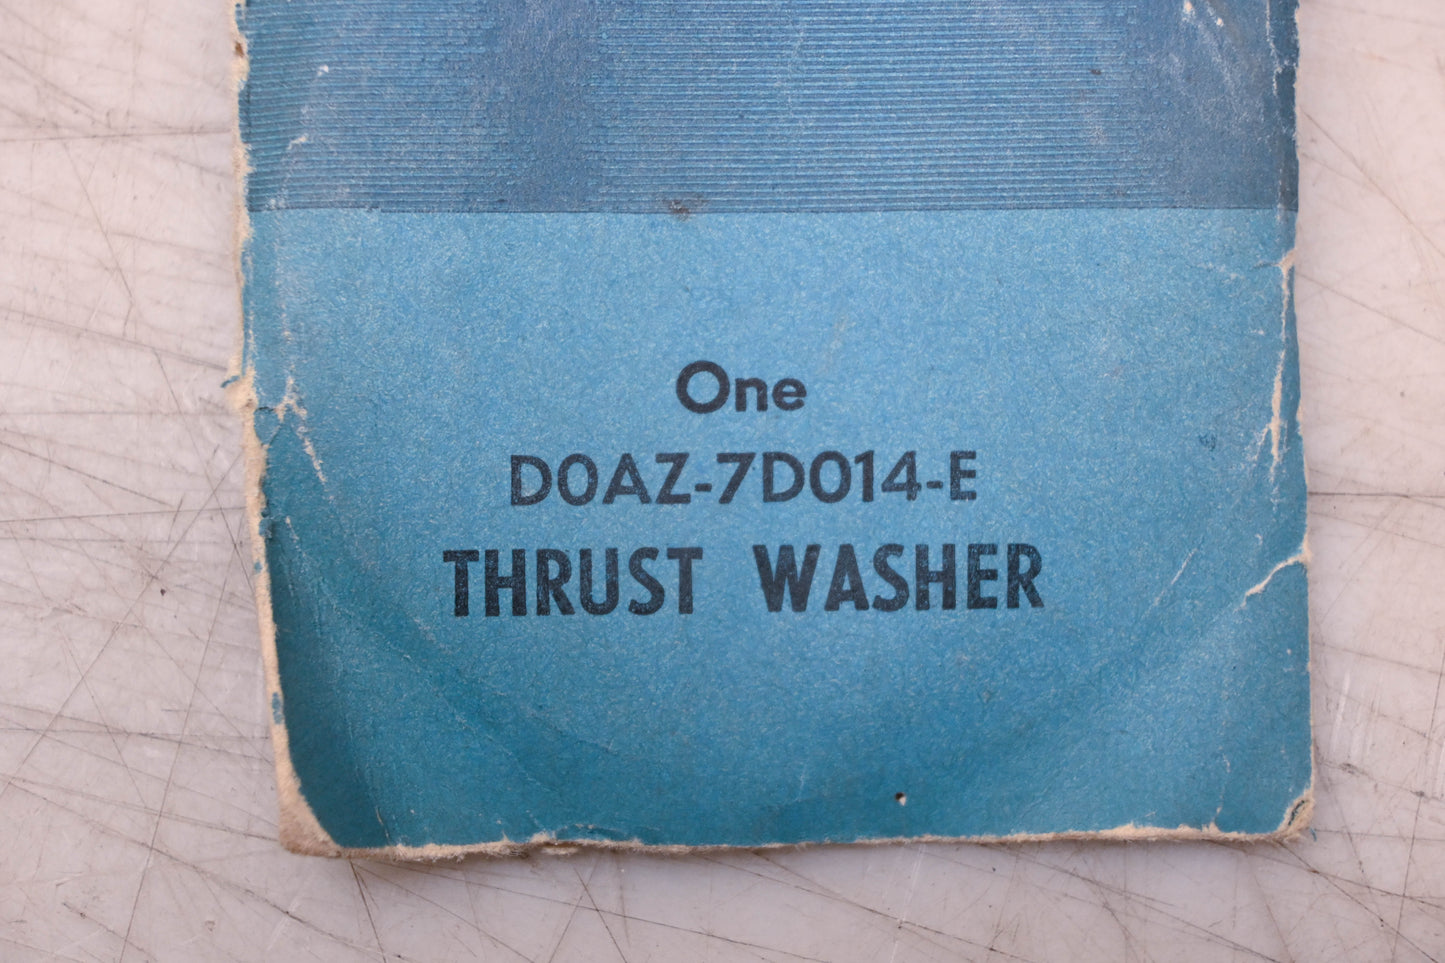 One
D0AZ-7D014-E
THRUST WASHER